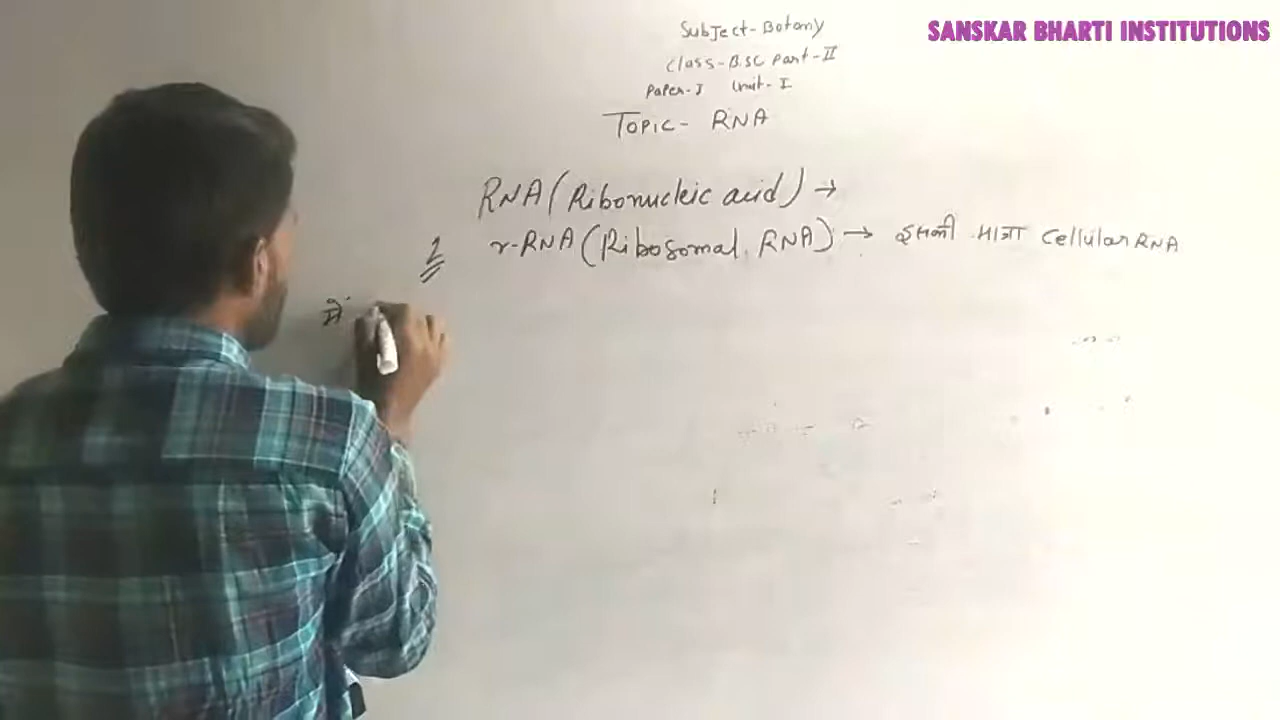 SANSKAR BHARTI INSTITUTIONS
Subject- Botany
Class- B.SC Part-II
Paper-I Unit-I
TOPIC- RNA
RNA (Ribonucleic acid) →
1 r-RNA (Ribosomal RNA) → इसकी मात्रा Cellular RNA
में